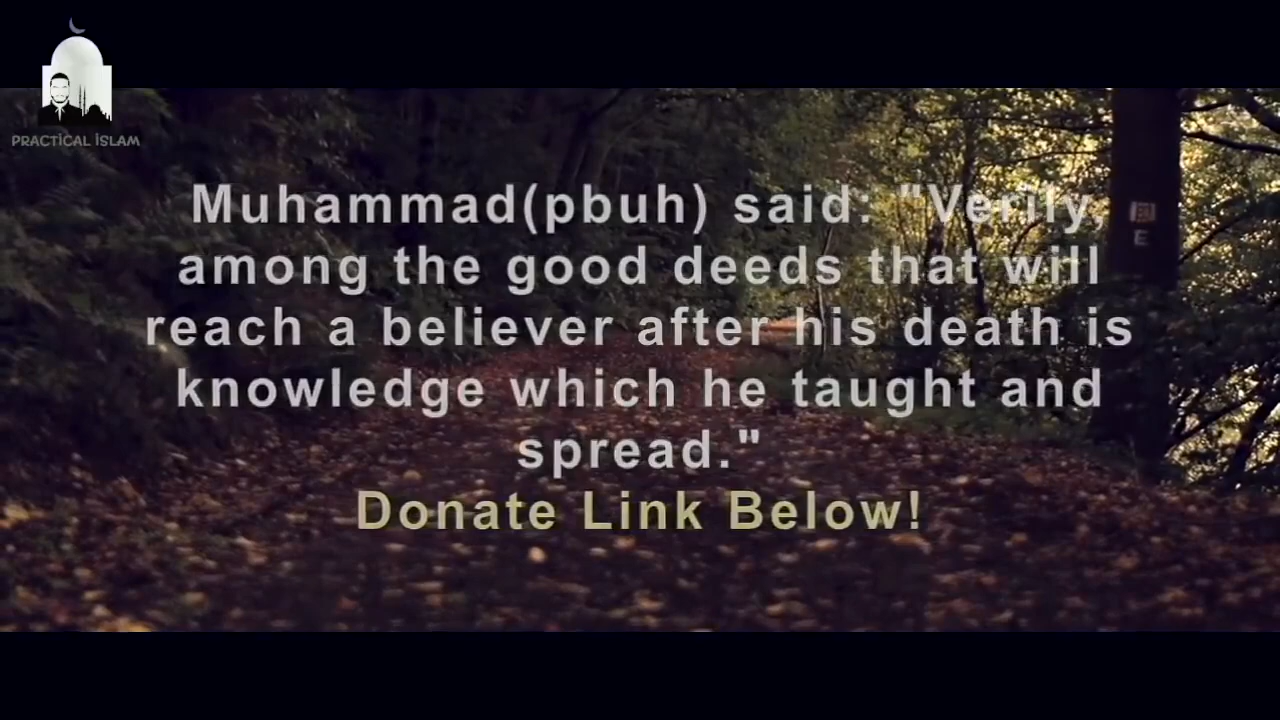 PRACTICAL İSLAM
Muhammad(pbuh) said: "Verily,
among the good deeds that will
reach a believer after his death is
knowledge which he taught and
spread."
Donate Link Below!
E